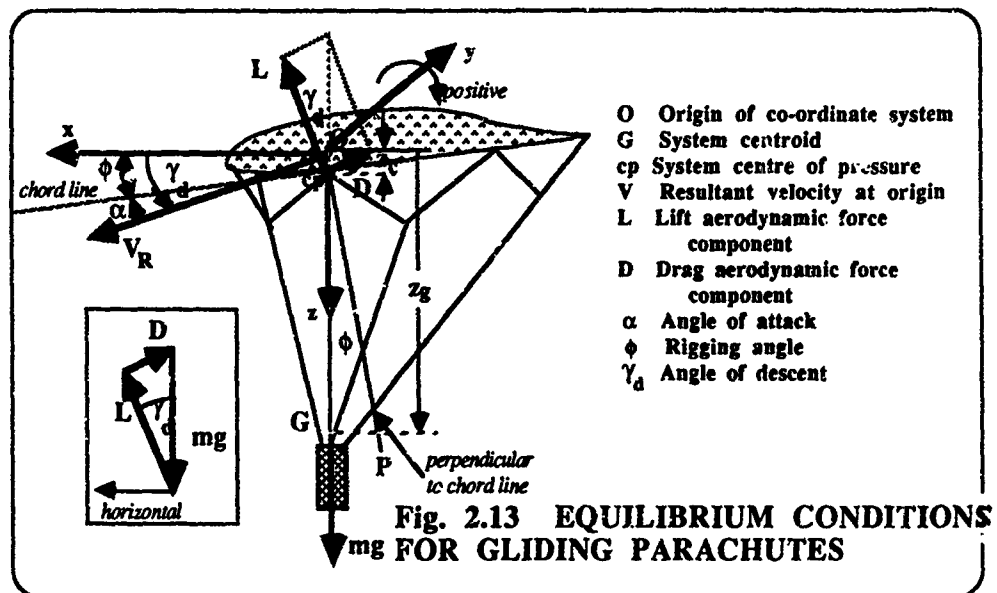 y
L
γd
positive
x
φ
γd
chord line
α
D
c
VR
zg
z
φ
G
P
perpendicular
to chord line
mg
D
L
γd
mg
horizontal
O Origin of co-ordinate system
G System centroid
cp System centre of pressure
V Resultant velocity at origin
L Lift aerodynamic force
component
D Drag aerodynamic force
component
α Angle of attack
φ Rigging angle
γd Angle of descent
Fig. 2.13 EQUILIBRIUM CONDITIONS
FOR GLIDING PARACHUTES